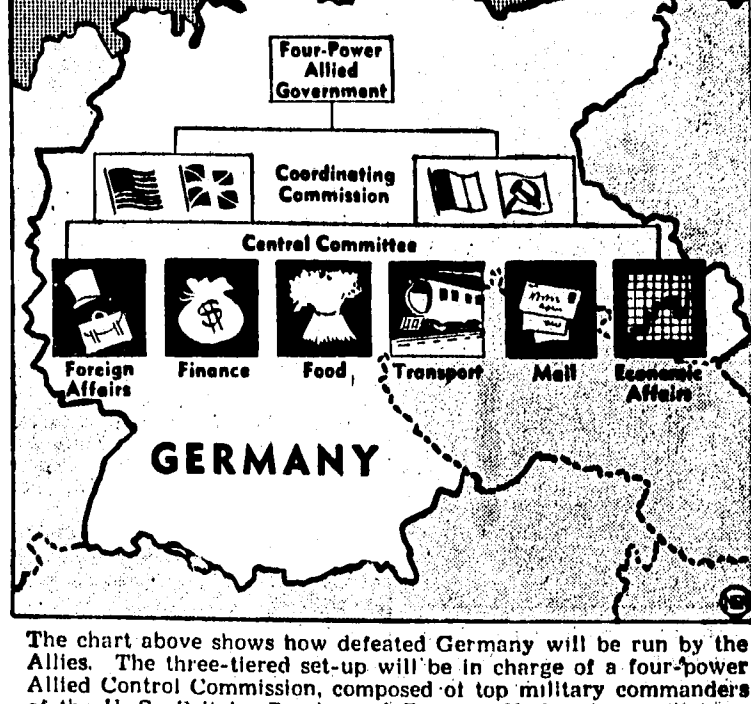 Four-Power
Allied
Government
Coordinating
Commission
Central Committee
Foreign
Affairs
Finance
Food
Transport
Mail
Economic
Affairs
GERMANY
The chart above shows how defeated Germany will be run by the
Allies. The three-tiered set-up will be in charge of a four-power
Allied Control Commission, composed of top military commanders